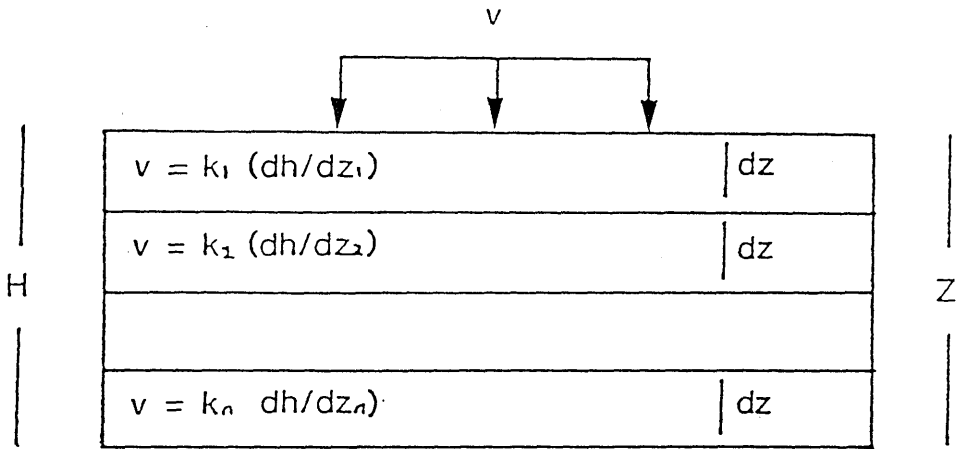 v
v = k₁ (dh/dz₁) dz
v = k₂ (dh/dz₂) dz
H Z
v = kₙ dh/dzₙ) dz